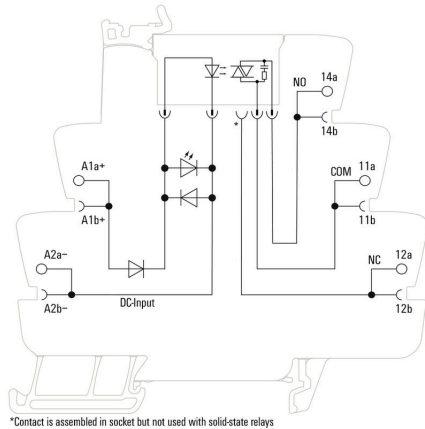 NO
14a
14b
*
A1a+
A1b+
COM
11a
11b
A2a–
A2b–
DC-Input
NC
12a
12b
*Contact is assembled in socket but not used with solid-state relays